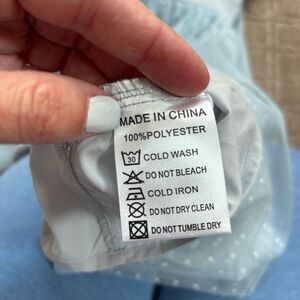 MADE IN CHINA
100%POLYESTER
30 COLD WASH
DO NOT BLEACH
COLD IRON
DO NOT DRY CLEAN
DO NOT TUMBLE DRY